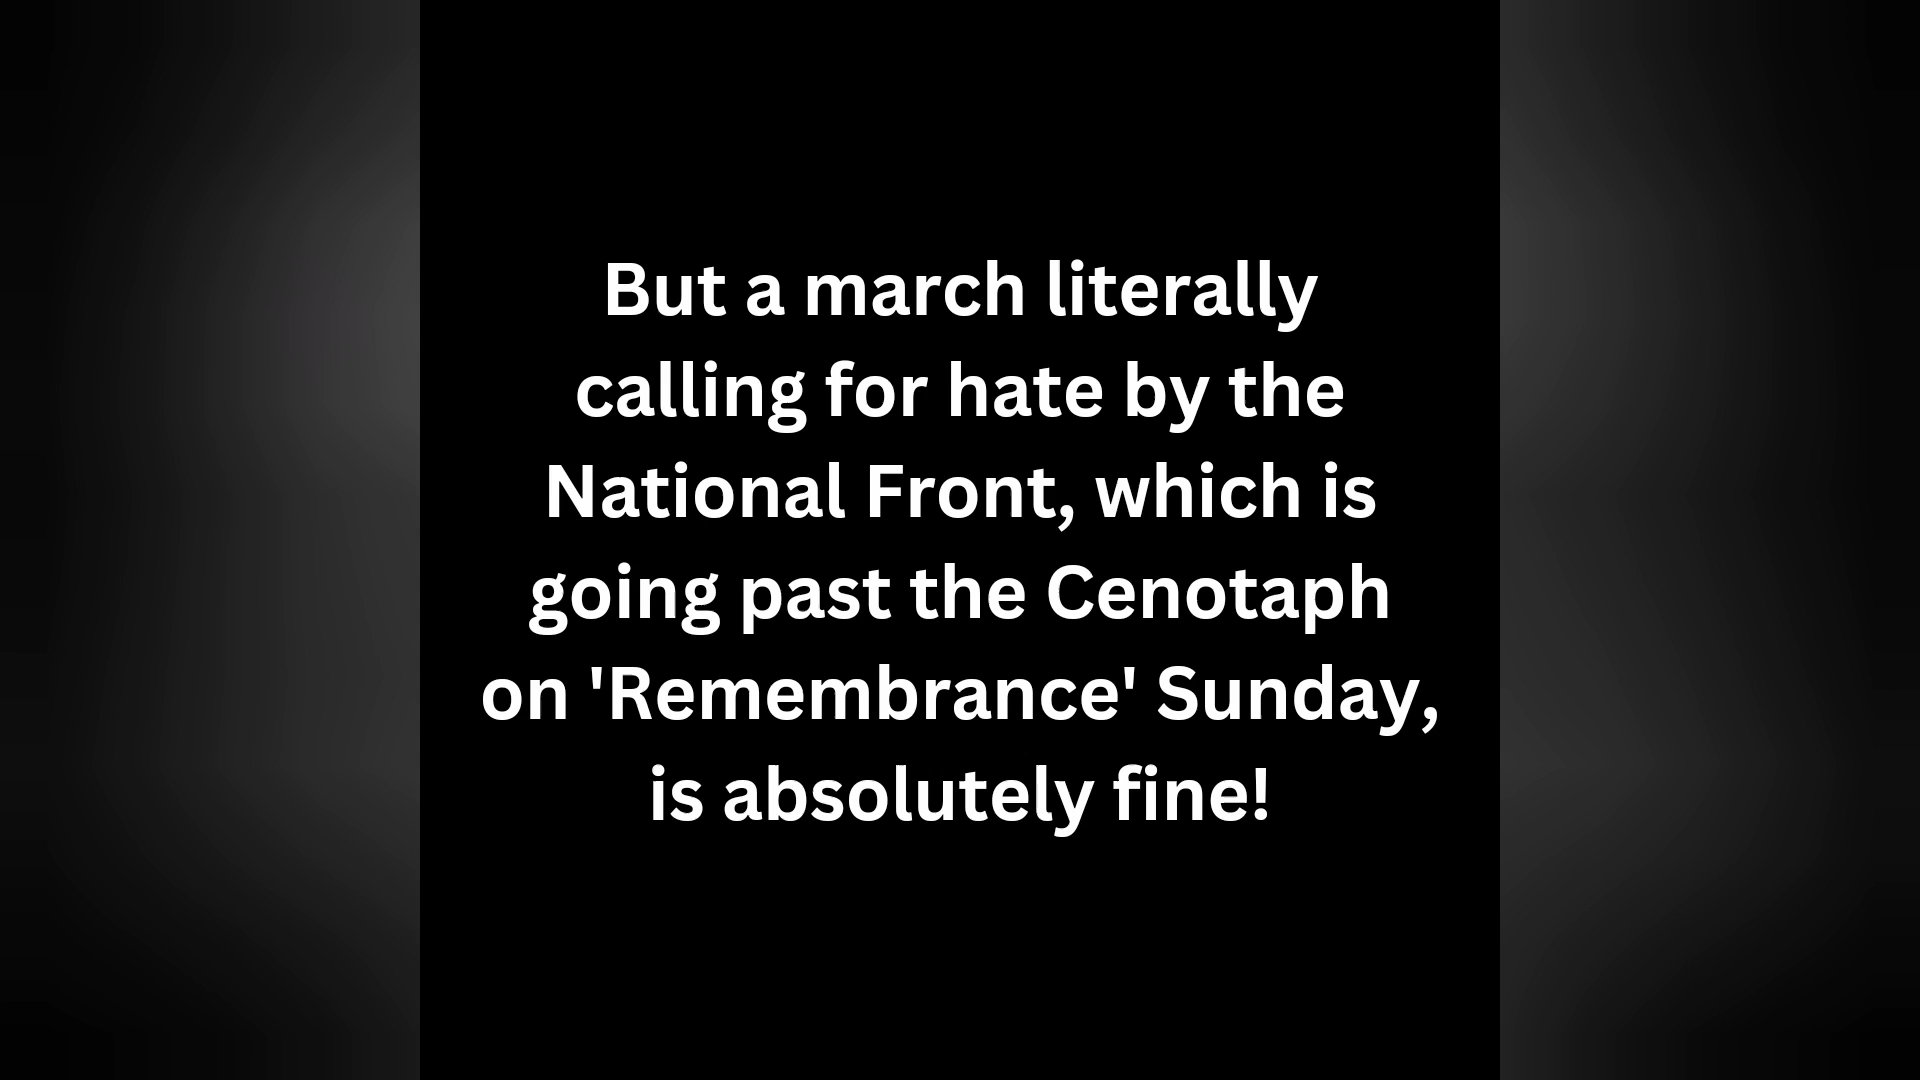 But a march literally
calling for hate by the
National Front, which is
going past the Cenotaph
on 'Remembrance' Sunday,
is absolutely fine!